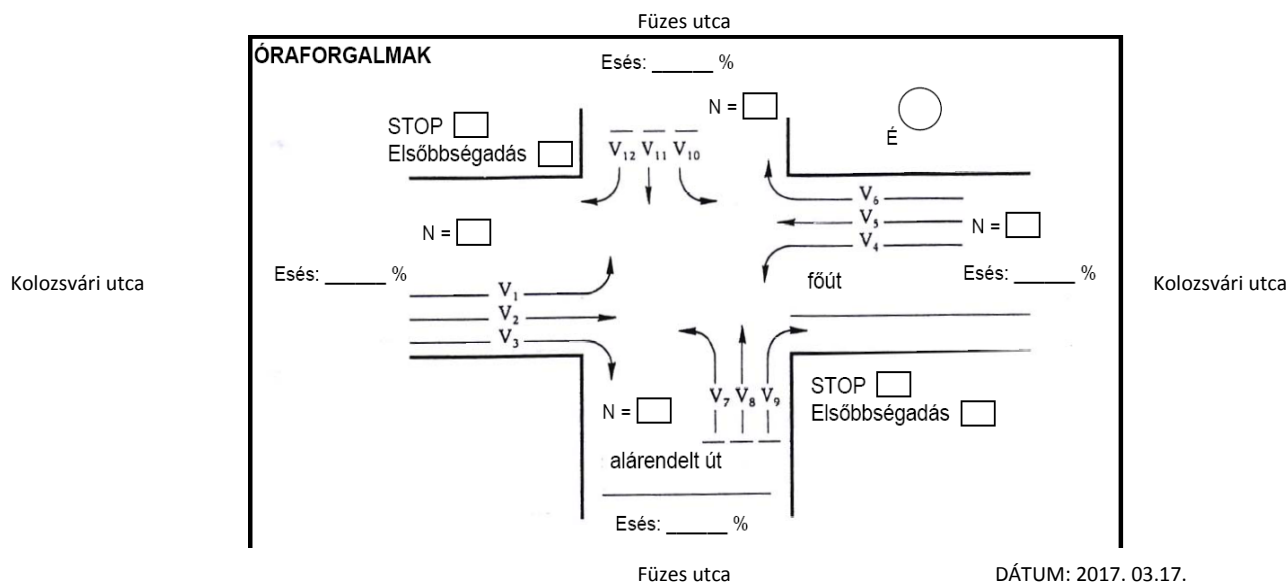 Füzes utca
ÓRAFORGALMAK
Esés: ______ %
N =
É
STOP
Elsőbbségadás
V12 V11 V10
V6
V5
V4
N =
N =
Kolozsvári utca
Esés: ______ %
főút
Esés: ______ %
Kolozsvári utca
V1
V2
V3
V7 V8 V9
STOP
Elsőbbségadás
N =
alárendelt út
Esés: ______ %
Füzes utca
DÁTUM: 2017. 03.17.